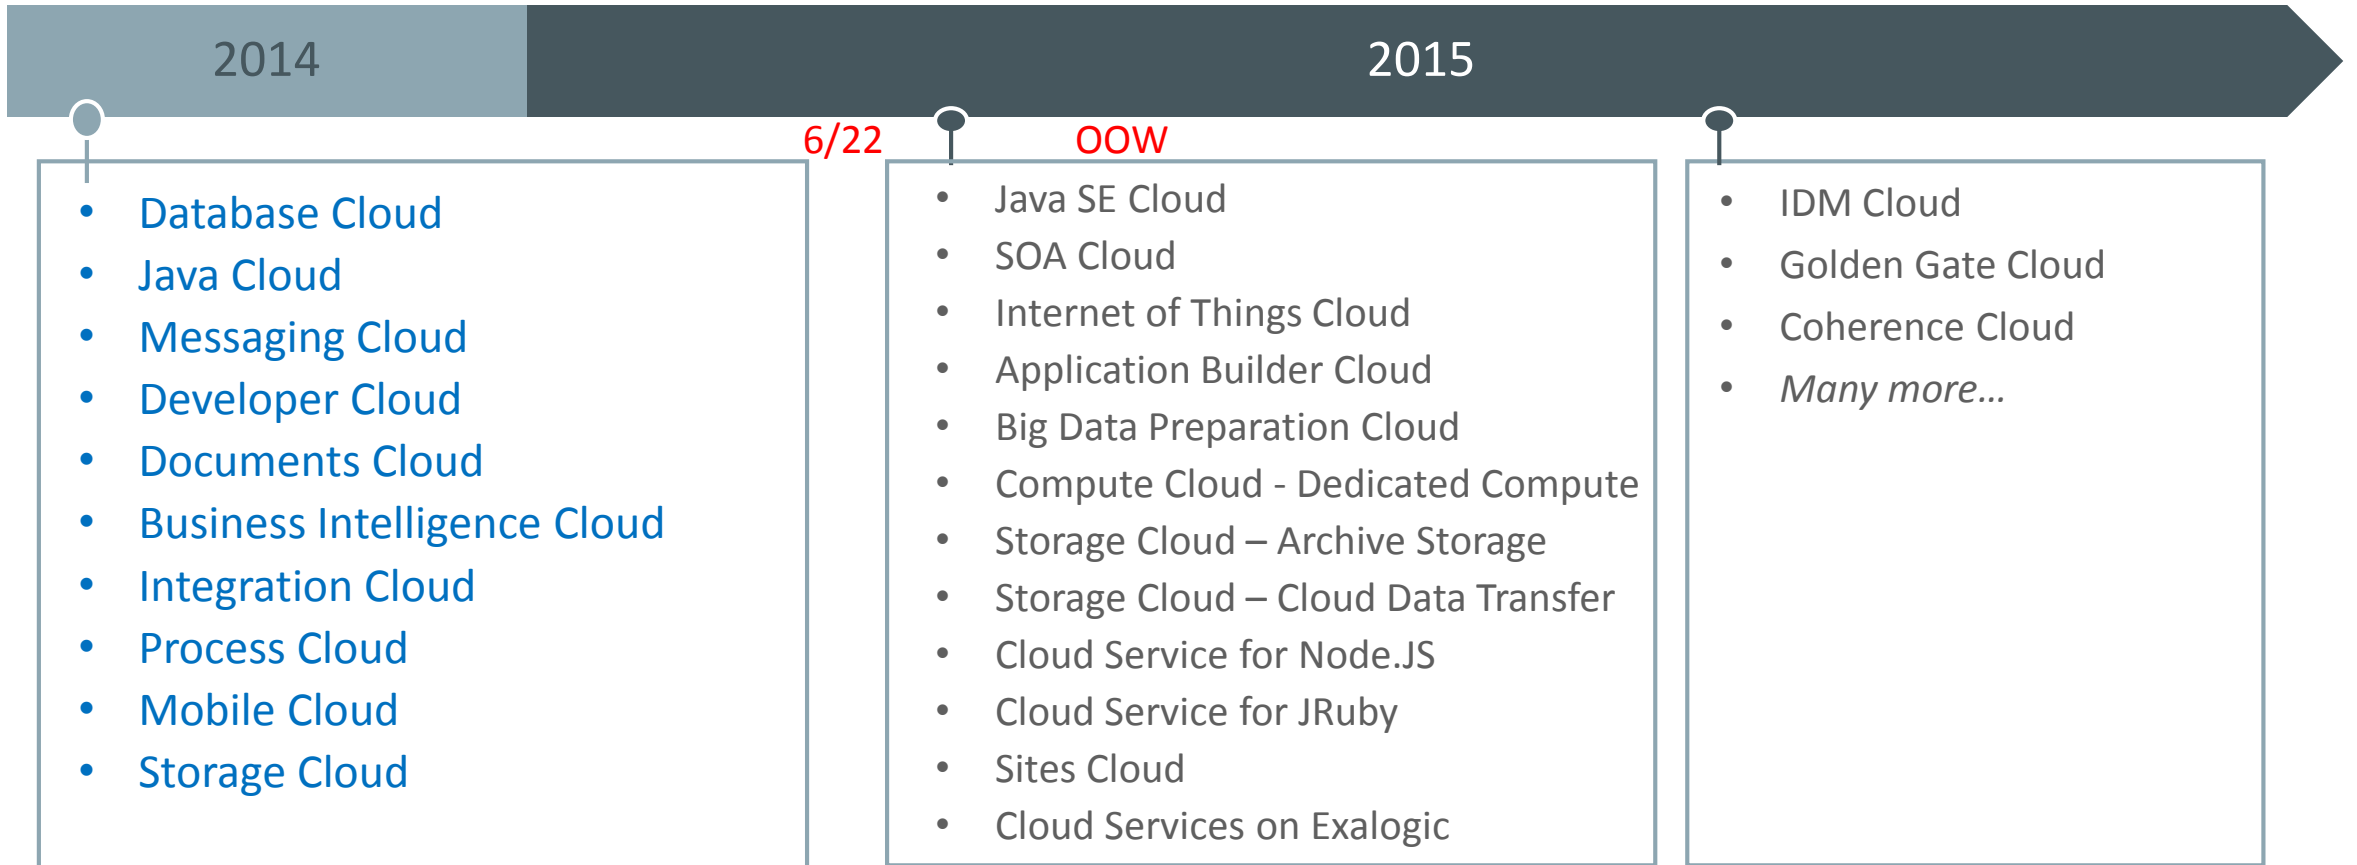 2014
2015
6/22
OOW
• Database Cloud
• Java Cloud
• Messaging Cloud
• Developer Cloud
• Documents Cloud
• Business Intelligence Cloud
• Integration Cloud
• Process Cloud
• Mobile Cloud
• Storage Cloud
• Java SE Cloud
• SOA Cloud
• Internet of Things Cloud
• Application Builder Cloud
• Big Data Preparation Cloud
• Compute Cloud - Dedicated Compute
• Storage Cloud – Archive Storage
• Storage Cloud – Cloud Data Transfer
• Cloud Service for Node.JS
• Cloud Service for JRuby
• Sites Cloud
• Cloud Services on Exalogic
• IDM Cloud
• Golden Gate Cloud
• Coherence Cloud
• Many more…